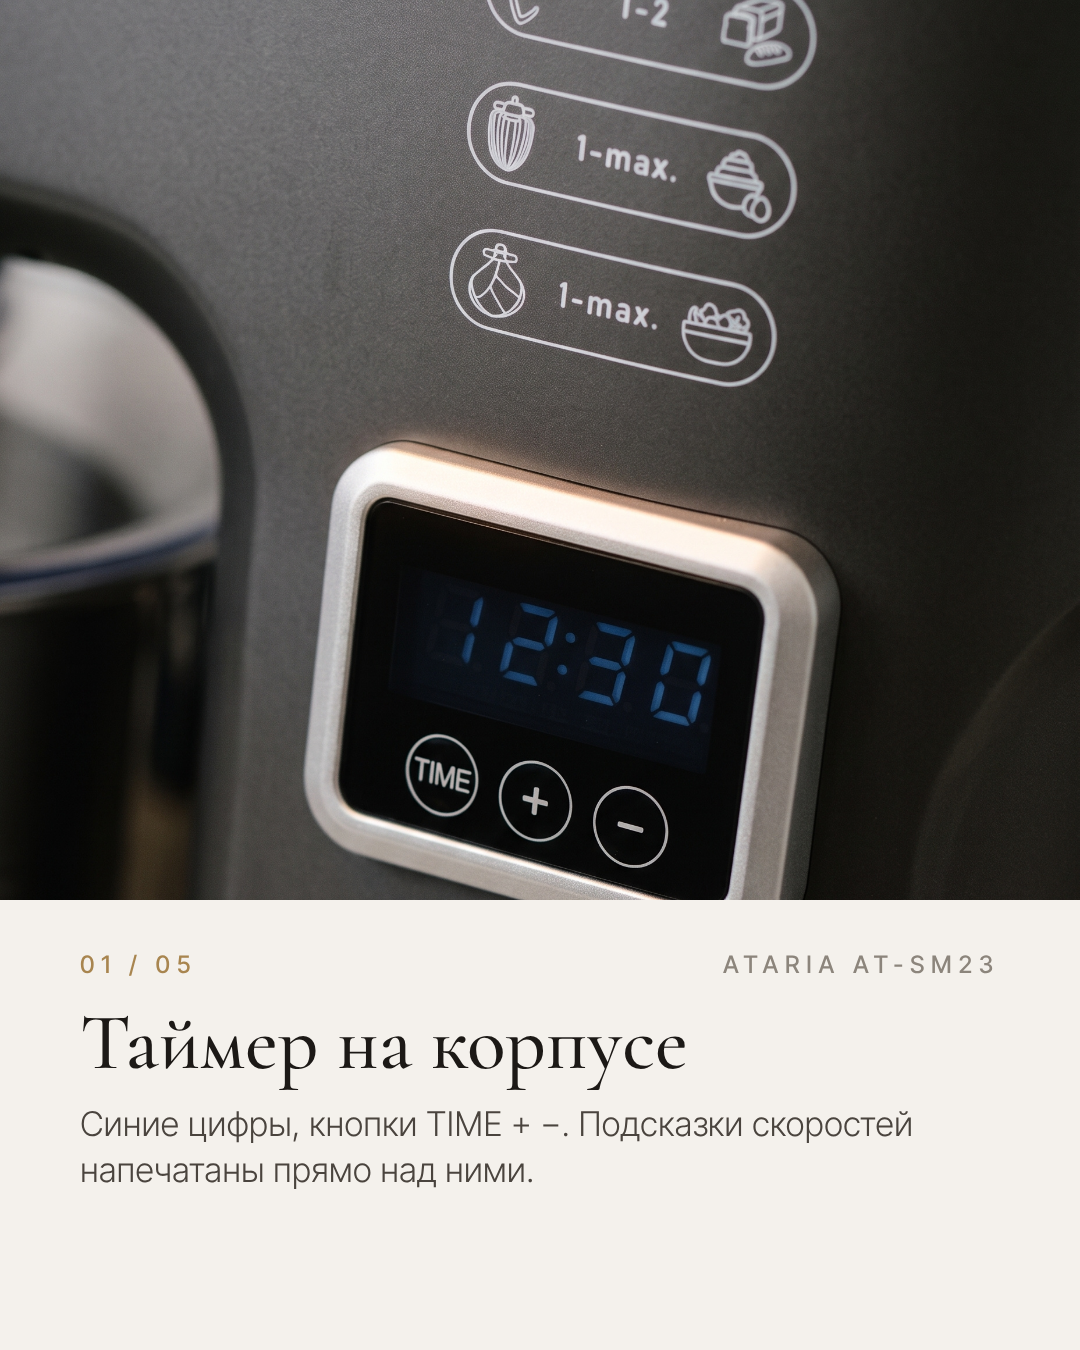 1-2
1-max.
1-max.
12:30
TIME + −
01 / 05
ATARIA AT-SM23
Таймер на корпусе
Синие цифры, кнопки TIME + −. Подсказки скоростей
напечатаны прямо над ними.